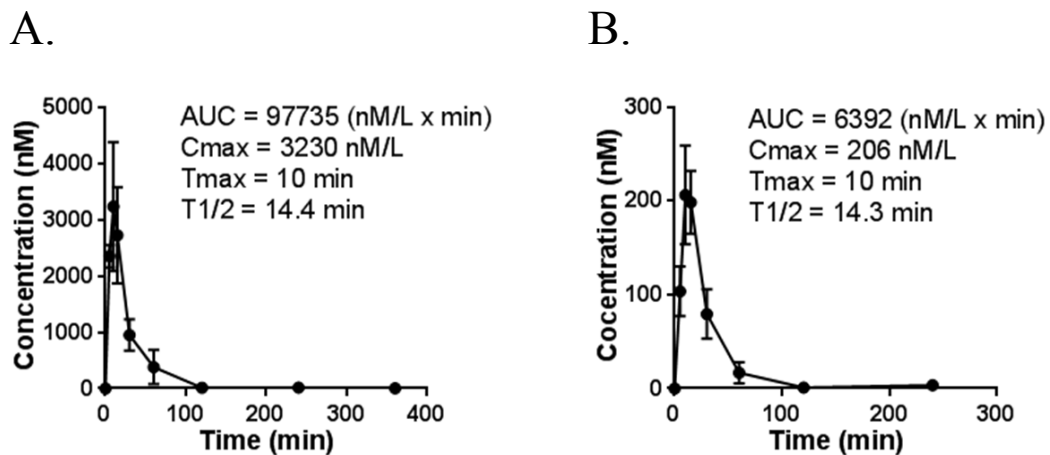 A.
AUC = 97735 (nM/L x min)
Cmax = 3230 nM/L
Tmax = 10 min
T1/2 = 14.4 min
Concentration (nM)
5000
4000
3000
2000
1000
0
0 100 200 300 400
Time (min)
B.
AUC = 6392 (nM/L x min)
Cmax = 206 nM/L
Tmax = 10 min
T1/2 = 14.3 min
Cocentration (nM)
300
200
100
0
0 100 200 300
Time (min)